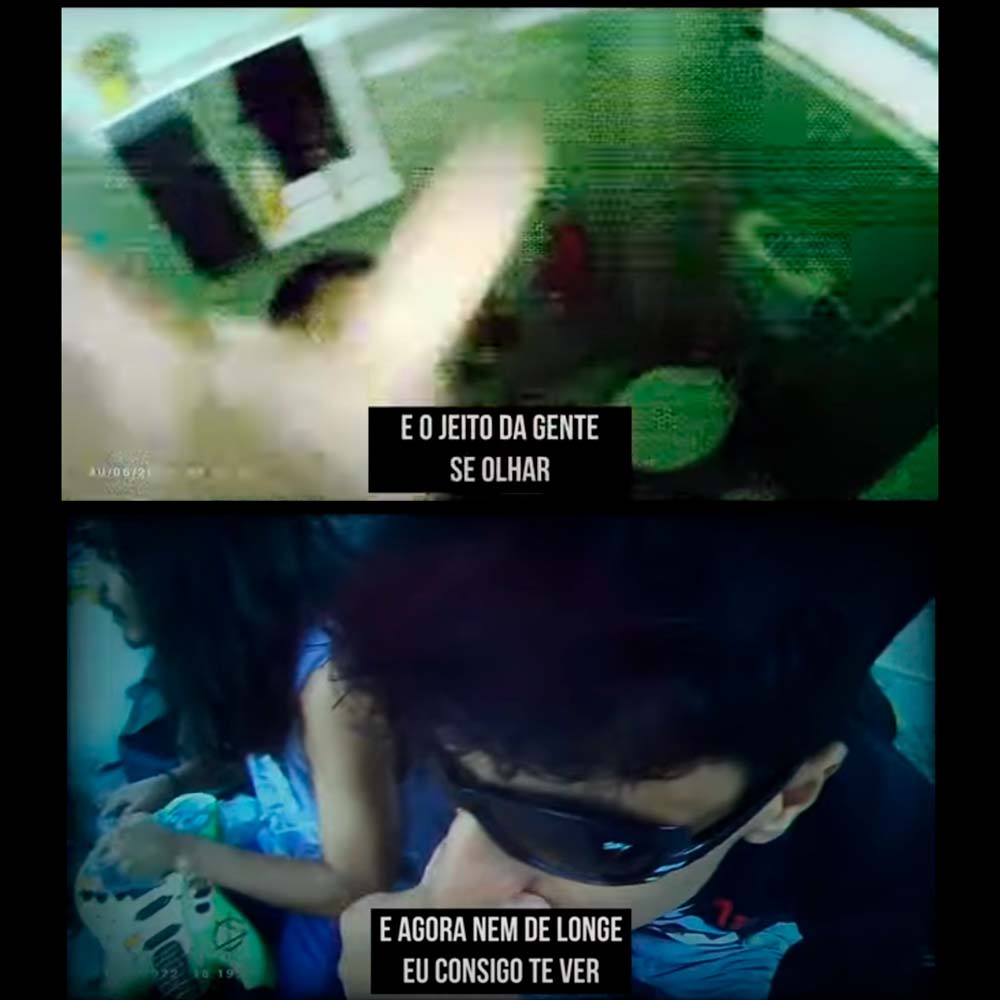 E O JEITO DA GENTE
SE OLHAR
E AGORA NEM DE LONGE
EU CONSIGO TE VER